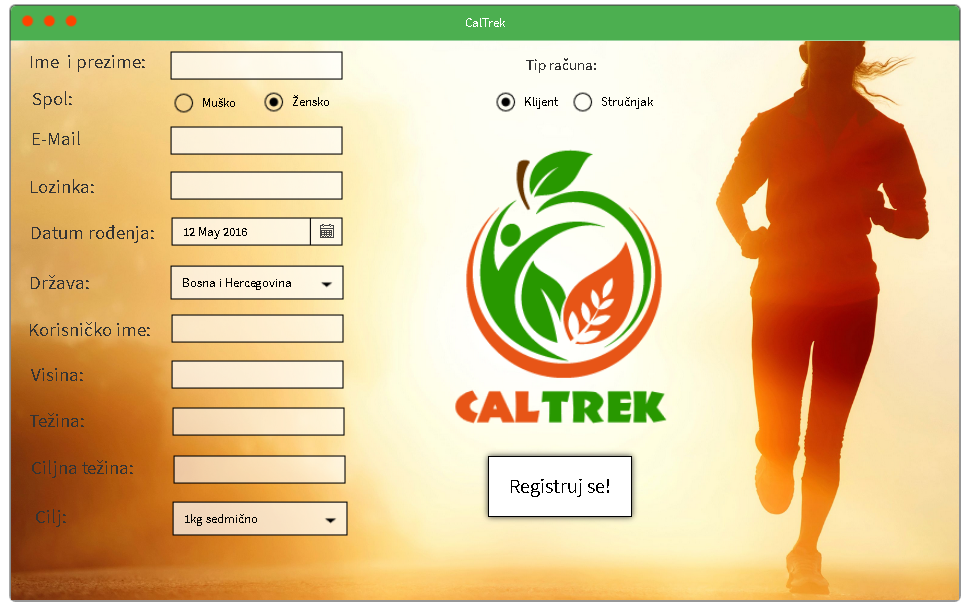 CalTrek
Ime i prezime:
Tip računa:
Spol:
Muško
Žensko
Klijent
Stručnjak
E-Mail
Lozinka:
Datum rođenja:
12 May 2016
Država:
Bosna i Hercegovina
Korisničko ime:
Visina:
Težina:
CALTREK
Ciljna težina:
Registruj se!
Cilj:
1kg sedmično